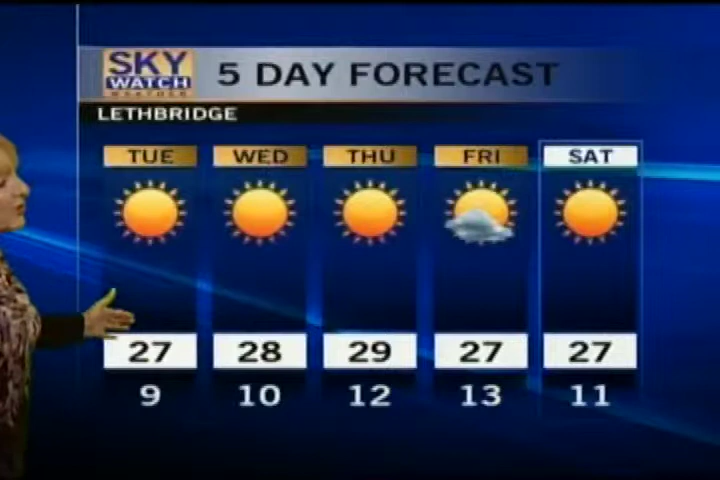 SKY
WATCH
WEATHER
5 DAY FORECAST
LETHBRIDGE
TUE WED THU FRI SAT
27 28 29 27 27
9 10 12 13 11